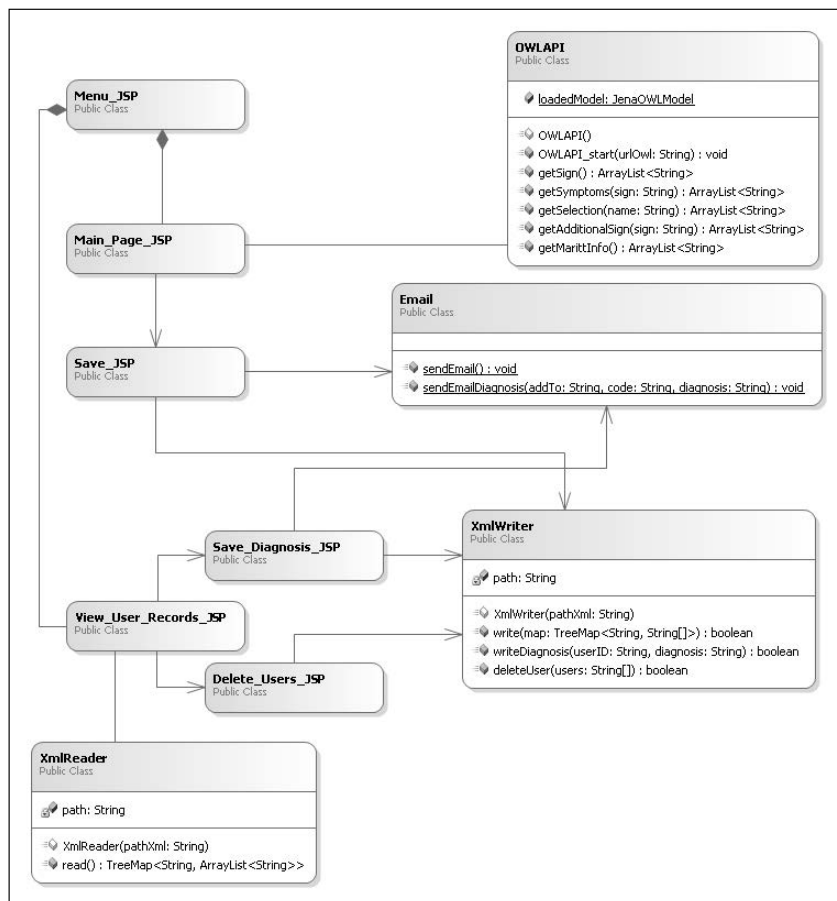 OWLAPI
Public Class
loadedModel: JenaOWLModel
OWLAPI()
OWLAPI_start(urlOwl: String) : void
getSign() : ArrayList<String>
getSymptoms(sign: String) : ArrayList<String>
getSelection(name: String) : ArrayList<String>
getAdditionalSign(sign: String) : ArrayList<String>
getMarittInfo() : ArrayList<String>
Menu_JSP
Public Class
Main_Page_JSP
Public Class
Email
Public Class
sendEmail() : void
sendEmailDiagnosis(addTo: String, code: String, diagnosis: String) : void
Save_JSP
Public Class
Save_Diagnosis_JSP
Public Class
XmlWriter
Public Class
path: String
XmlWriter(pathXml: String)
write(map: TreeMap<String, String[]>) : boolean
writeDiagnosis(userID: String, diagnosis: String) : boolean
deleteUser(users: String[]) : boolean
View_User_Records_JSP
Public Class
Delete_Users_JSP
Public Class
XmlReader
Public Class
path: String
XmlReader(pathXml: String)
read() : TreeMap<String, ArrayList<String>>